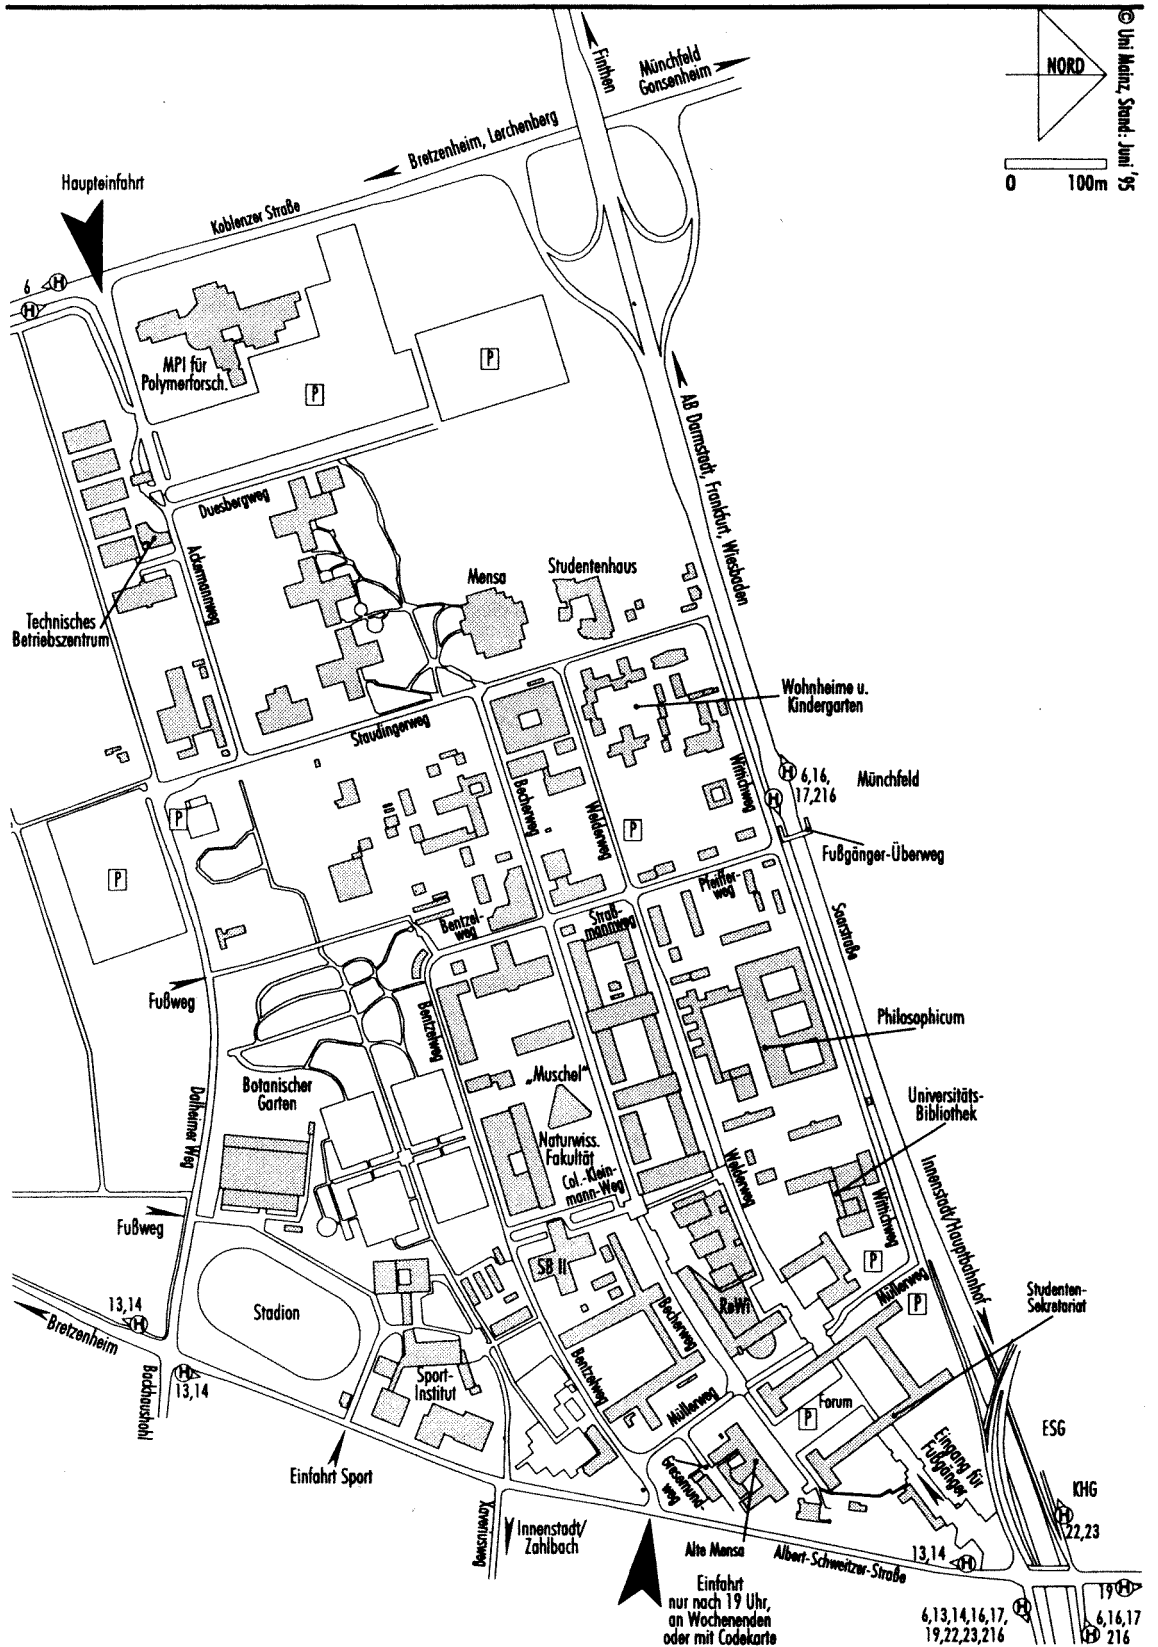 © Uni Mainz, Stand: Juni '95
NORD
0 100m
Finthen
Münchfeld
Gonsenheim
Bretzenheim, Lerchenberg
Haupteinfahrt
Koblenzer Straße
6
H
H
MPI für
Polymerforsch.
P
P
AB Darmstadt, Frankfurt, Wiesbaden
Duesbergweg
Ackermannweg
Mensa
Studentenhaus
Technisches
Betriebszentrum
Wohnheime u.
Kindergarten
Staudingerweg
Becherweg
Welderweg
Wittichweg
H
6,16,
17,216
H
Münchfeld
P
P
Fußgänger-Überweg
P
Pfeiffer-
weg
Bentzel-
weg
Straß-
mannweg
Saarstraße
Fußweg
Bentzelweg
Philosophicum
Botanischer
Garten
„Muschel"
Universitäts-
Bibliothek
Dalheimer Weg
Naturwiss.
Fakultät
Col.-Klein-
mann-Weg
Welderweg
Wittichweg
Innenstadt/Hauptbahnhof
Fußweg
SB II
P
Müllerweg
P
Studenten-
Sekretariat
Stadion
13,14
H
Bretzenheim
ReWi
Becherweg
Bentzelweg
H
13,14
Backhaushohl
Sport-
Institut
Müllerweg
Forum
P
Einfahrt Sport
Gresemund-
weg
Eingang für
Fußgänger
ESG
KHG
H
22,23
Xaveriusweg
Innenstadt/
Zahlbach
Alte Mensa
Albert-Schweitzer-Straße
13,14 H
Einfahrt
nur nach 19 Uhr,
an Wochenenden
oder mit Codekarte
19 H
6,13,14,16,17, H
19,22,23,216
6,16,17
H 216